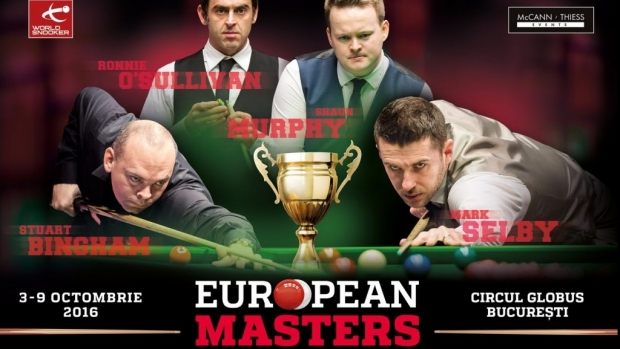 WORLD
SNOOKER
McCANN / THIESS
EVENTS
RONNIE
O'SULLIVAN
SHAUN
MURPHY
STUART
BINGHAM
MARK
SELBY
3-9 OCTOMBRIE
2016
EUROPEAN
MASTERS
CIRCUL GLOBUS
BUCUREȘTI